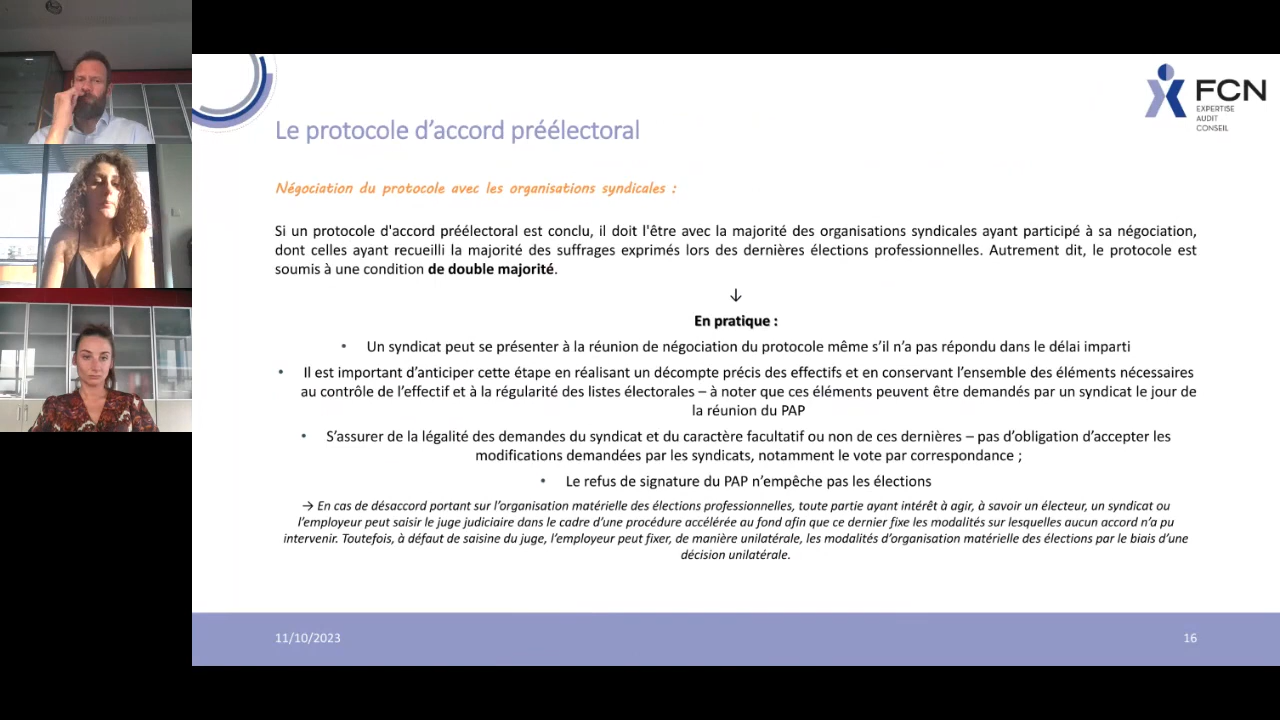 FCN
EXPERTISE
AUDIT
CONSEIL
Le protocole d’accord préélectoral
Négociation du protocole avec les organisations syndicales :
Si un protocole d'accord préélectoral est conclu, il doit l'être avec la majorité des organisations syndicales ayant participé à sa négociation,
dont celles ayant recueilli la majorité des suffrages exprimés lors des dernières élections professionnelles. Autrement dit, le protocole est
soumis à une condition de double majorité.
↓
En pratique :
• Un syndicat peut se présenter à la réunion de négociation du protocole même s’il n’a pas répondu dans le délai imparti
• Il est important d’anticiper cette étape en réalisant un décompte précis des effectifs et en conservant l’ensemble des éléments nécessaires
au contrôle de l’effectif et à la régularité des listes électorales – à noter que ces éléments peuvent être demandés par un syndicat le jour de
la réunion du PAP
• S’assurer de la légalité des demandes du syndicat et du caractère facultatif ou non de ces dernières – pas d’obligation d’accepter les
modifications demandées par les syndicats, notamment le vote par correspondance ;
• Le refus de signature du PAP n’empêche pas les élections
→ En cas de désaccord portant sur l’organisation matérielle des élections professionnelles, toute partie ayant intérêt à agir, à savoir un électeur, un syndicat ou
l’employeur peut saisir le juge judiciaire dans le cadre d’une procédure accélérée au fond afin que ce dernier fixe les modalités sur lesquelles aucun accord n’a pu
intervenir. Toutefois, à défaut de saisine du juge, l’employeur peut fixer, de manière unilatérale, les modalités d’organisation matérielle des élections par le biais d’une
décision unilatérale.
11/10/2023
16